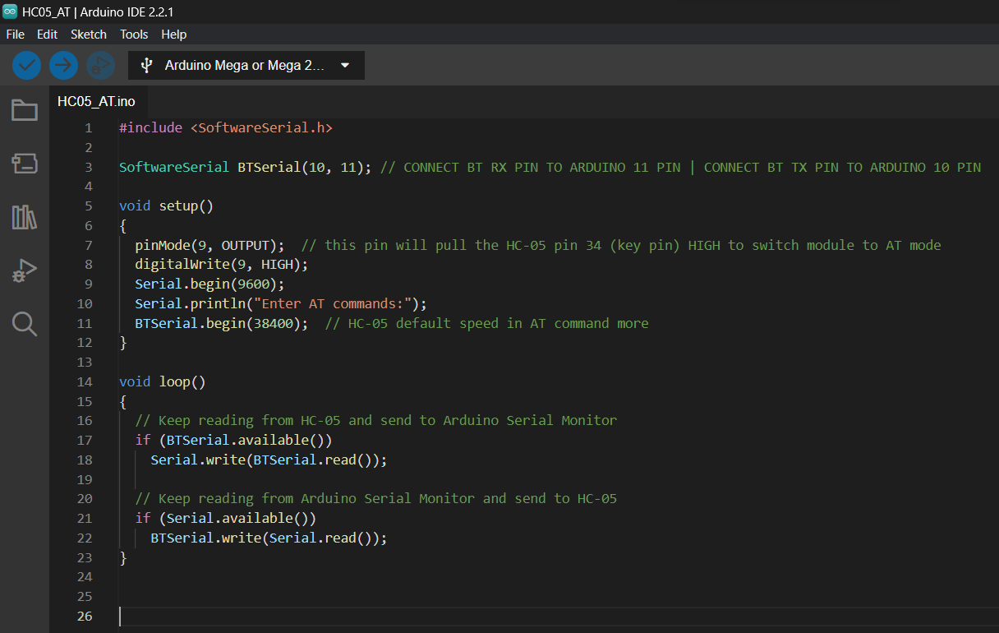 HC05_AT | Arduino IDE 2.2.1
File Edit Sketch Tools Help
Arduino Mega or Mega 2...
HC05_AT.ino
1 #include <SoftwareSerial.h>
2
3 SoftwareSerial BTSerial(10, 11); // CONNECT BT RX PIN TO ARDUINO 11 PIN | CONNECT BT TX PIN TO ARDUINO 10 PIN
4
5 void setup()
6 {
7 pinMode(9, OUTPUT);  // this pin will pull the HC-05 pin 34 (key pin) HIGH to switch module to AT mode
8 digitalWrite(9, HIGH);
9 Serial.begin(9600);
10 Serial.println("Enter AT commands:");
11 BTSerial.begin(38400);  // HC-05 default speed in AT command more
12 }
13
14 void loop()
15 {
16 // Keep reading from HC-05 and send to Arduino Serial Monitor
17 if (BTSerial.available())
18 Serial.write(BTSerial.read());
19
20 // Keep reading from Arduino Serial Monitor and send to HC-05
21 if (Serial.available())
22 BTSerial.write(Serial.read());
23 }
24
25
26